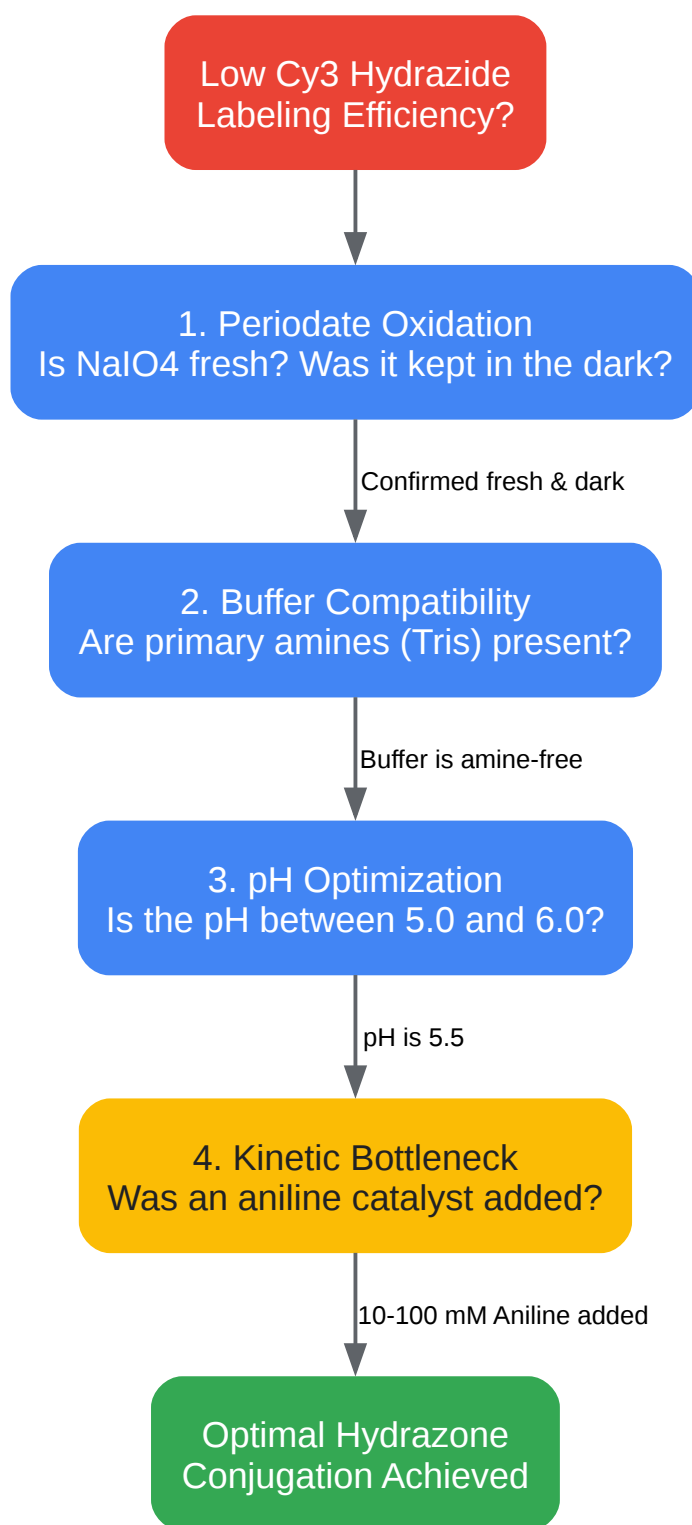 Low Cy3 Hydrazide
Labeling Efficiency?
1. Periodate Oxidation
Is NaIO4 fresh? Was it kept in the dark?
Confirmed fresh & dark
2. Buffer Compatibility
Are primary amines (Tris) present?
Buffer is amine-free
3. pH Optimization
Is the pH between 5.0 and 6.0?
pH is 5.5
4. Kinetic Bottleneck
Was an aniline catalyst added?
10-100 mM Aniline added
Optimal Hydrazone
Conjugation Achieved